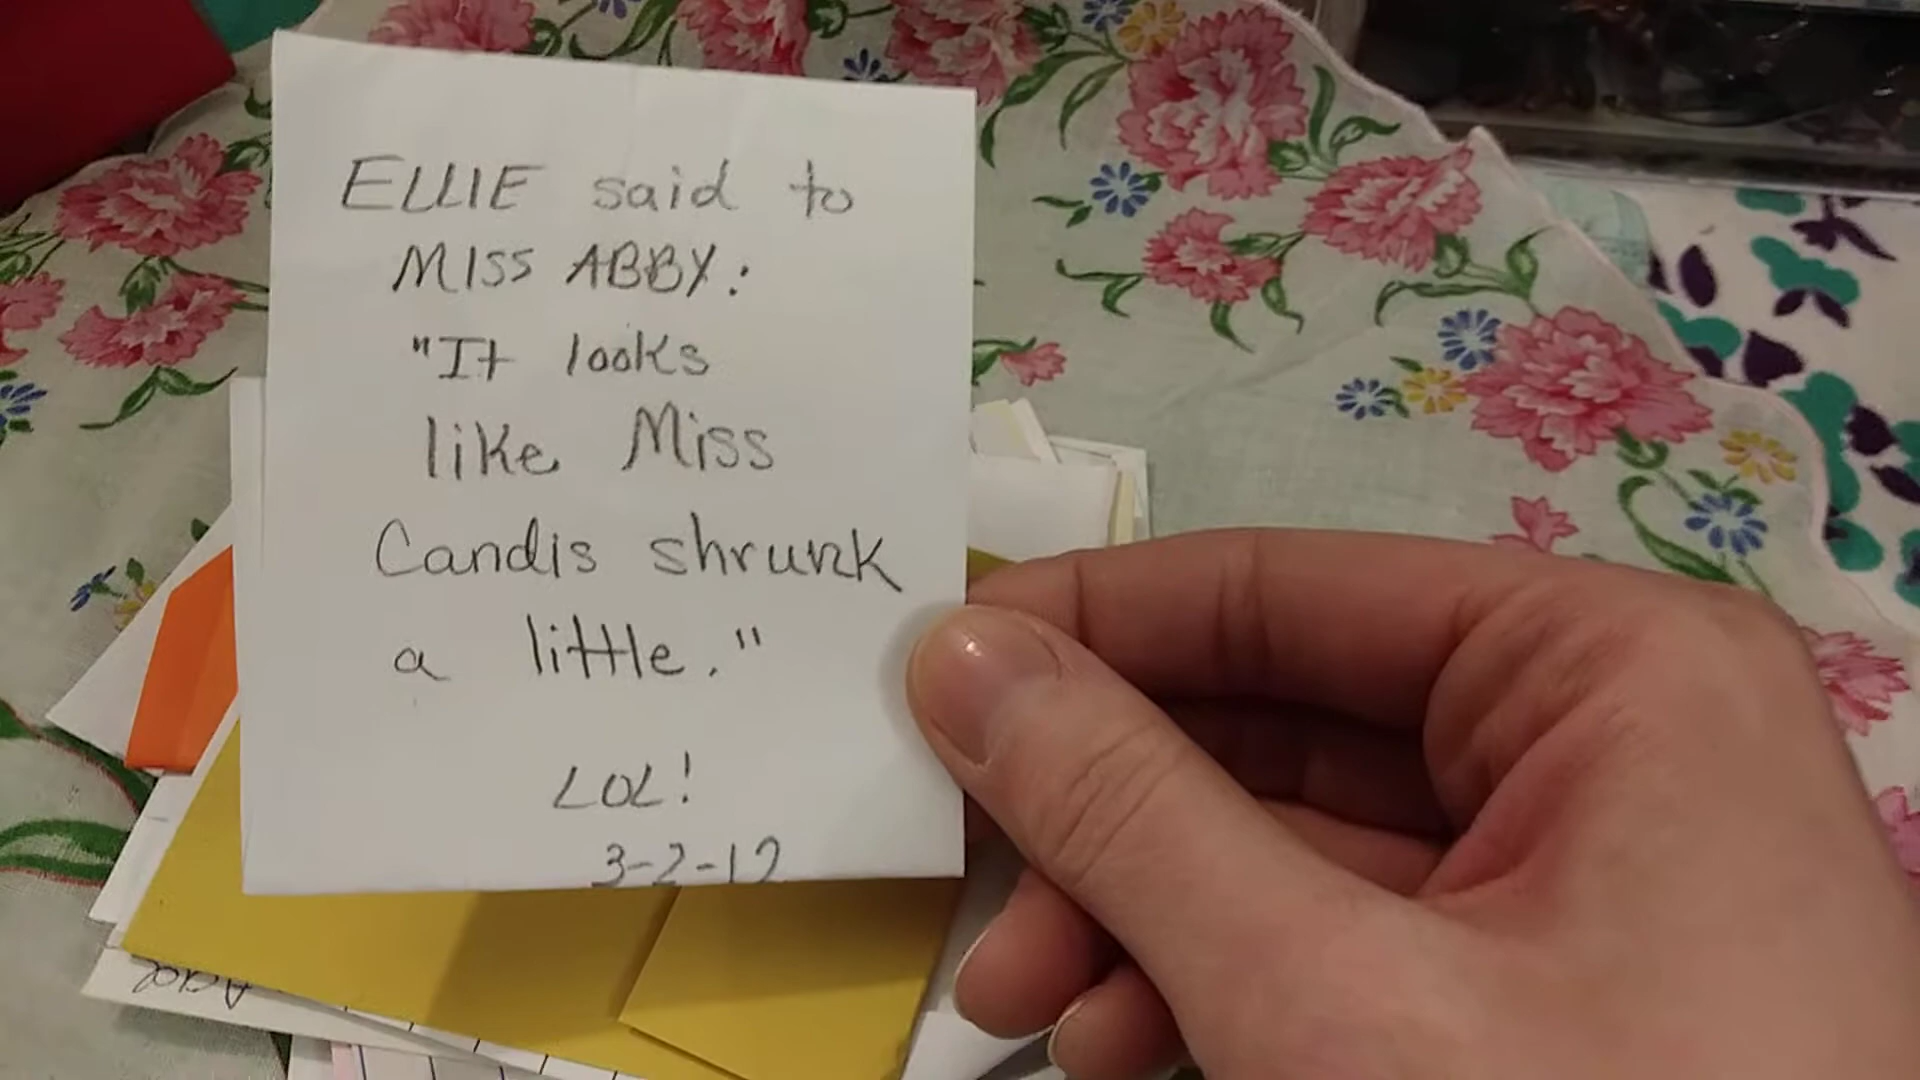 ELLIE said to
MISS ABBY:
"It looks
like Miss
Candis shrunk
a little."
LOL!
3-2-12